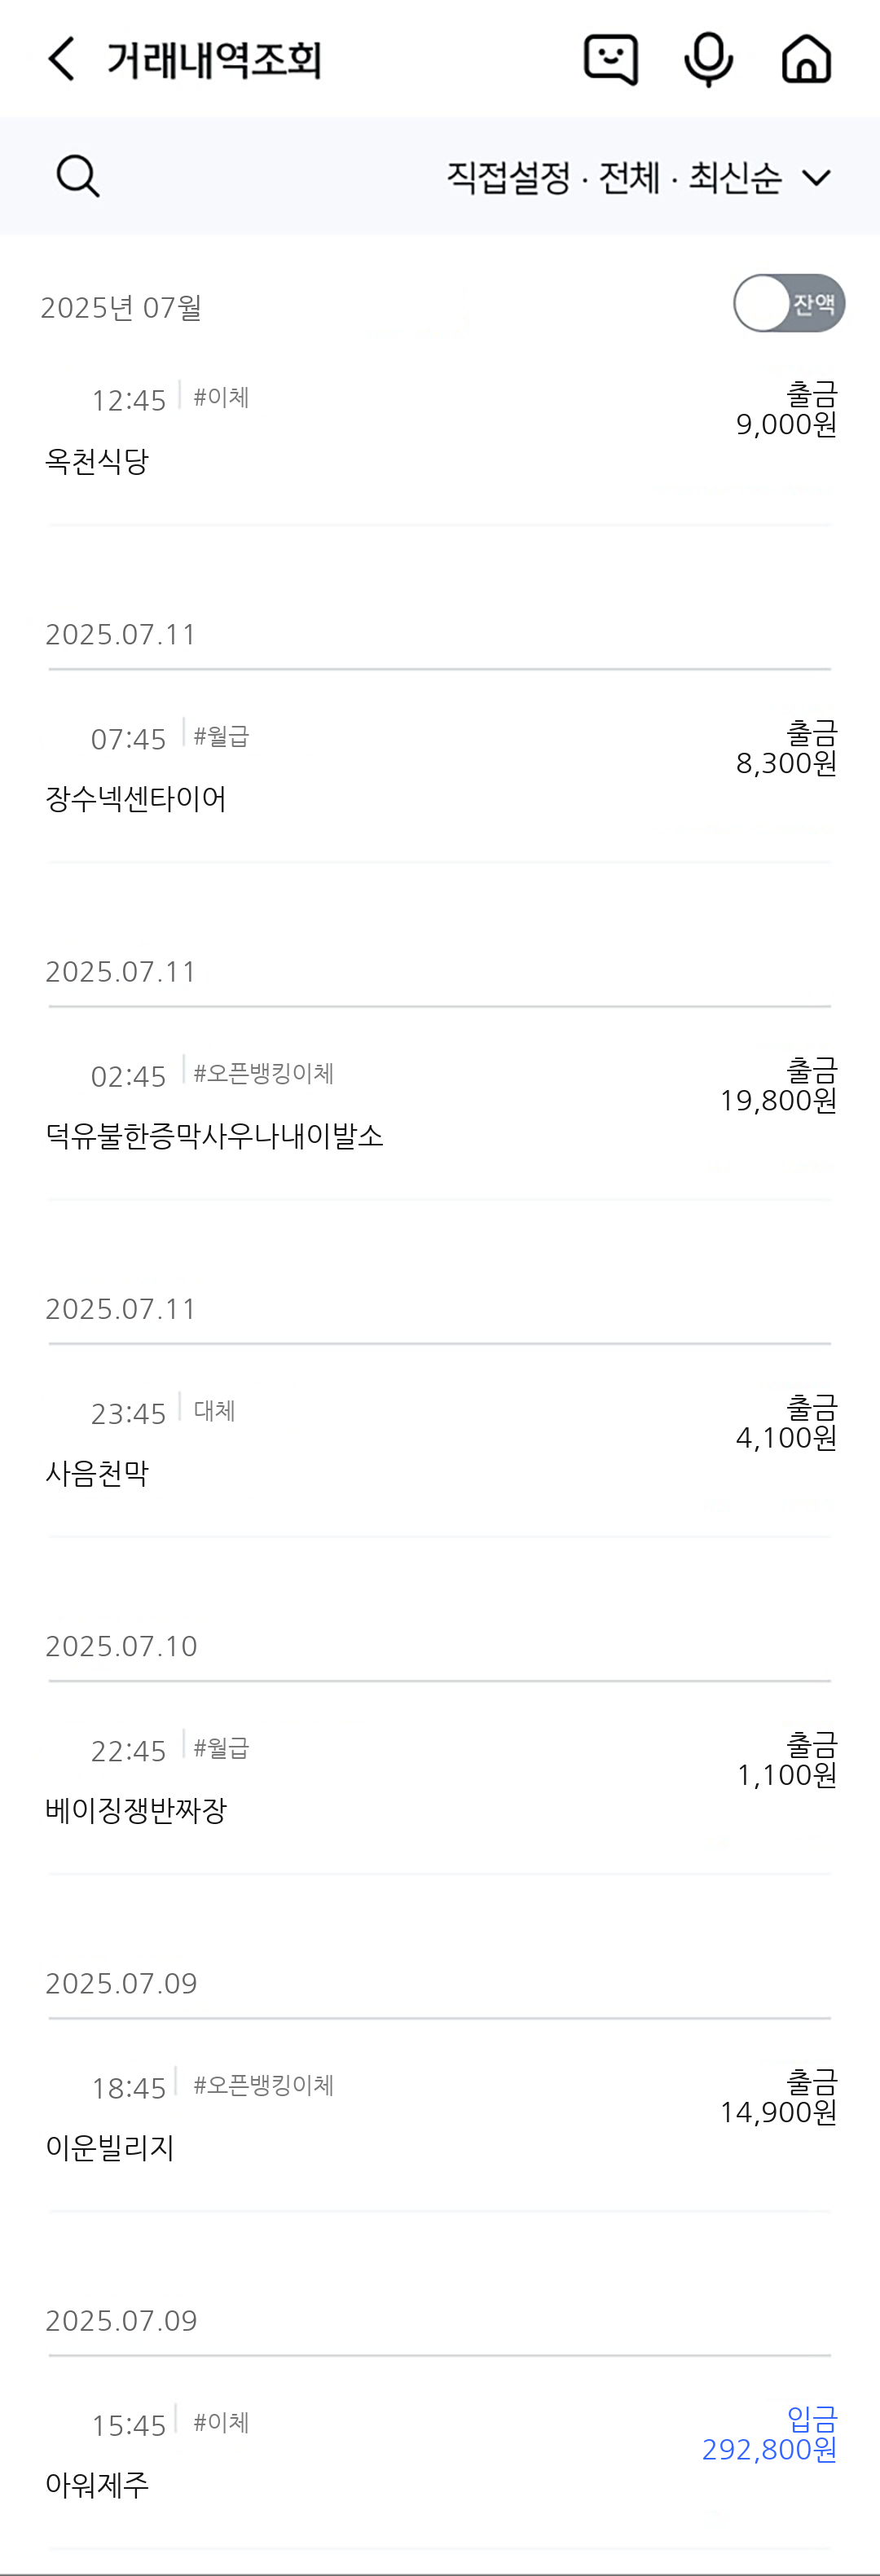 거래내역조회
직접설정 · 전체 · 최신순
2025년 07월 잔액
12:45 #이체 출금
9,000원
옥천식당
2025.07.11
07:45 #월급 출금
8,300원
장수넥센타이어
2025.07.11
02:45 #오픈뱅킹이체 출금
19,800원
덕유불한증막사우나내이발소
2025.07.11
23:45 대체 출금
4,100원
사음천막
2025.07.10
22:45 #월급 출금
1,100원
베이징쟁반짜장
2025.07.09
18:45 #오픈뱅킹이체 출금
14,900원
이운빌리지
2025.07.09
15:45 #이체 입금
292,800원
아워제주